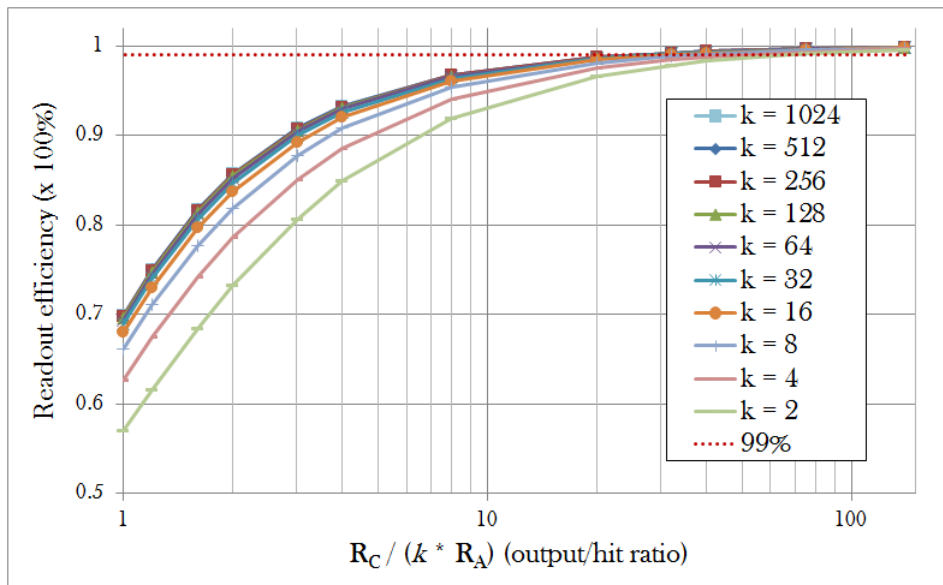 1
0.9
0.8
0.7
0.6
0.5
Readout efficiency (x 100%)
k = 1024
k = 512
k = 256
k = 128
k = 64
k = 32
k = 16
k = 8
k = 4
k = 2
99%
1
10
100
R_C / (k * R_A) (output/hit ratio)